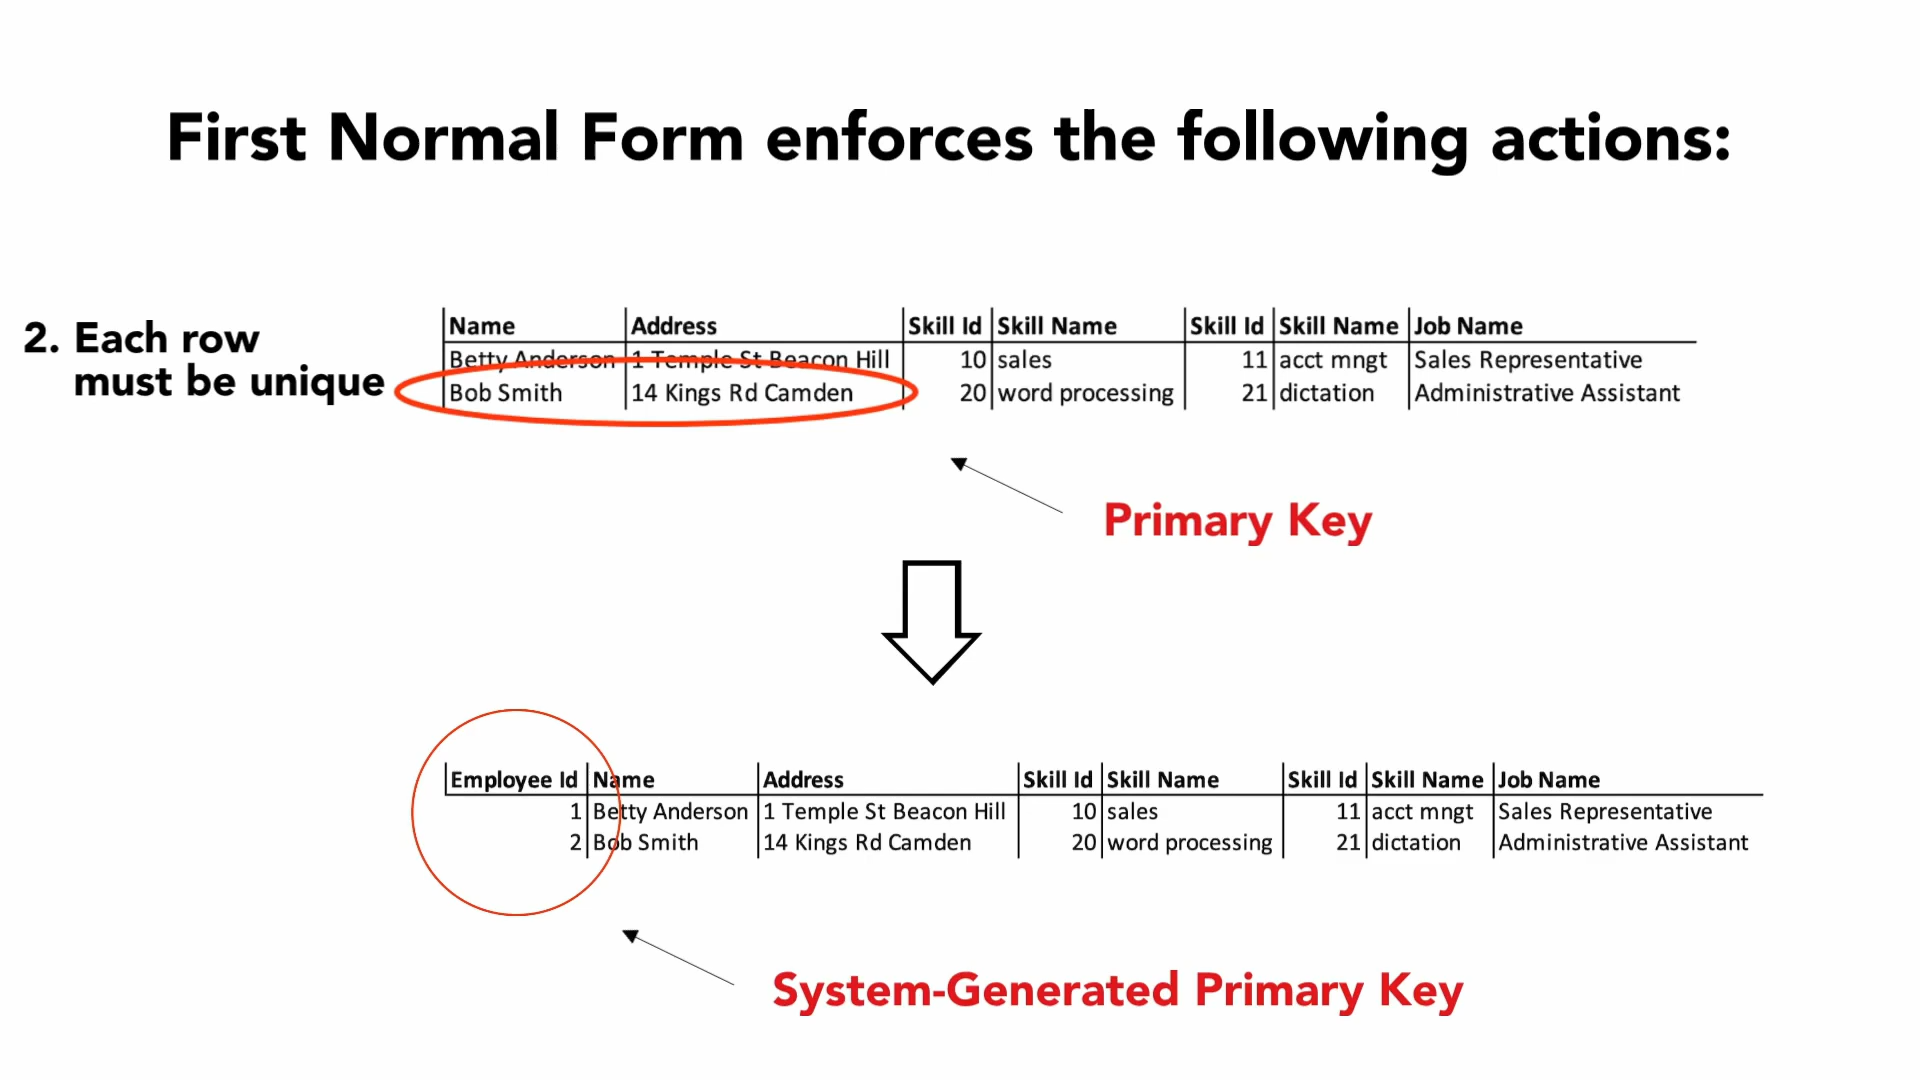 First Normal Form enforces the following actions:
2. Each row
must be unique
Name Address Skill Id Skill Name Skill Id Skill Name Job Name
Betty Anderson 1 Temple St Beacon Hill 10 sales 11 acct mngt Sales Representative
Bob Smith 14 Kings Rd Camden 20 word processing 21 dictation Administrative Assistant
Primary Key
Employee Id Name Address Skill Id Skill Name Skill Id Skill Name Job Name
1 Betty Anderson 1 Temple St Beacon Hill 10 sales 11 acct mngt Sales Representative
2 Bob Smith 14 Kings Rd Camden 20 word processing 21 dictation Administrative Assistant
System-Generated Primary Key